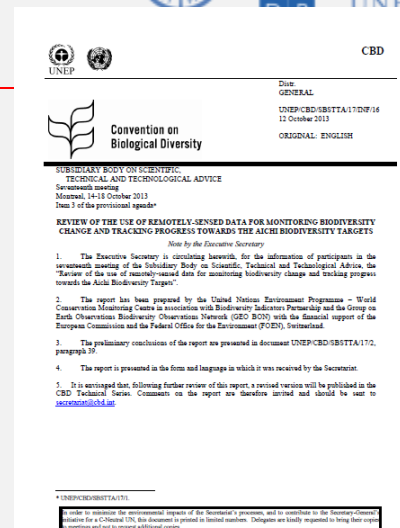 UNEP
CBD
Distr.
GENERAL
UNEP/CBD/SBSTTA/17/INF/16
12 October 2013
ORIGINAL: ENGLISH
Convention on
Biological Diversity
SUBSIDIARY BODY ON SCIENTIFIC,
TECHNICAL AND TECHNOLOGICAL ADVICE
Seventeenth meeting
Montreal, 14-18 October 2013
Item 3 of the provisional agenda*
REVIEW OF THE USE OF REMOTELY-SENSED DATA FOR MONITORING BIODIVERSITY
CHANGE AND TRACKING PROGRESS TOWARDS THE AICHI BIODIVERSITY TARGETS
Note by the Executive Secretary
1. The Executive Secretary is circulating herewith, for the information of participants in the
seventeenth meeting of the Subsidiary Body on Scientific, Technical and Technological Advice, the
"Review of the use of remotely-sensed data for monitoring biodiversity change and tracking progress
towards the Aichi Biodiversity Targets".
2. The report has been prepared by the United Nations Environment Programme – World
Conservation Monitoring Centre in association with Biodiversity Indicators Partnership and the Group on
Earth Observations Biodiversity Observations Network (GEO BON) with the financial support of the
European Commission and the Federal Office for the Environment (FOEN), Switzerland.
3. The preliminary conclusions of the report are presented in document UNEP/CBD/SBSTTA/17/2,
paragraph 39.
4. The report is presented in the form and language in which it was received by the Secretariat.
5. It is envisaged that, following further review of this report, a revised version will be published in the
CBD Technical Series. Comments on the report are therefore invited and should be sent to
secretariat@cbd.int.
* UNEP/CBD/SBSTTA/17/1.
In order to minimize the environmental impacts of the Secretariat's processes, and to contribute to the Secretary-General's
initiative for a C-Neutral UN, this document is printed in limited numbers. Delegates are kindly requested to bring their copies
to meetings and not to request additional copies.